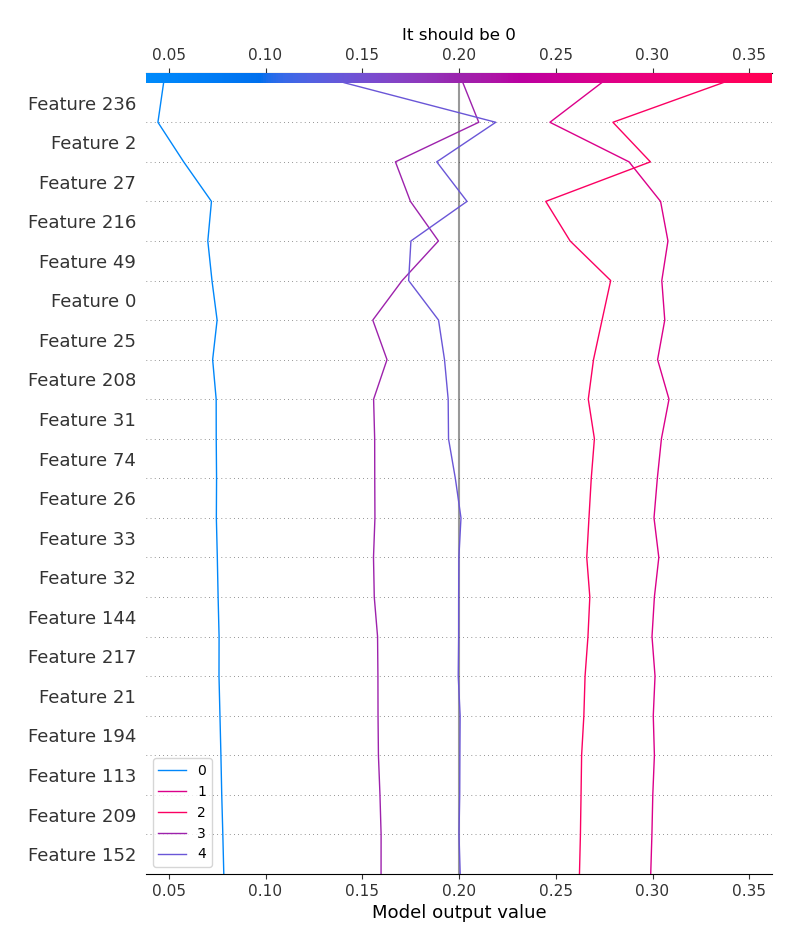 It should be 0
0.05 0.10 0.15 0.20 0.25 0.30 0.35
Feature 236
Feature 2
Feature 27
Feature 216
Feature 49
Feature 0
Feature 25
Feature 208
Feature 31
Feature 74
Feature 26
Feature 33
Feature 32
Feature 144
Feature 217
Feature 21
Feature 194
Feature 113
Feature 209
Feature 152
0
1
2
3
4
0.05 0.10 0.15 0.20 0.25 0.30 0.35
Model output value